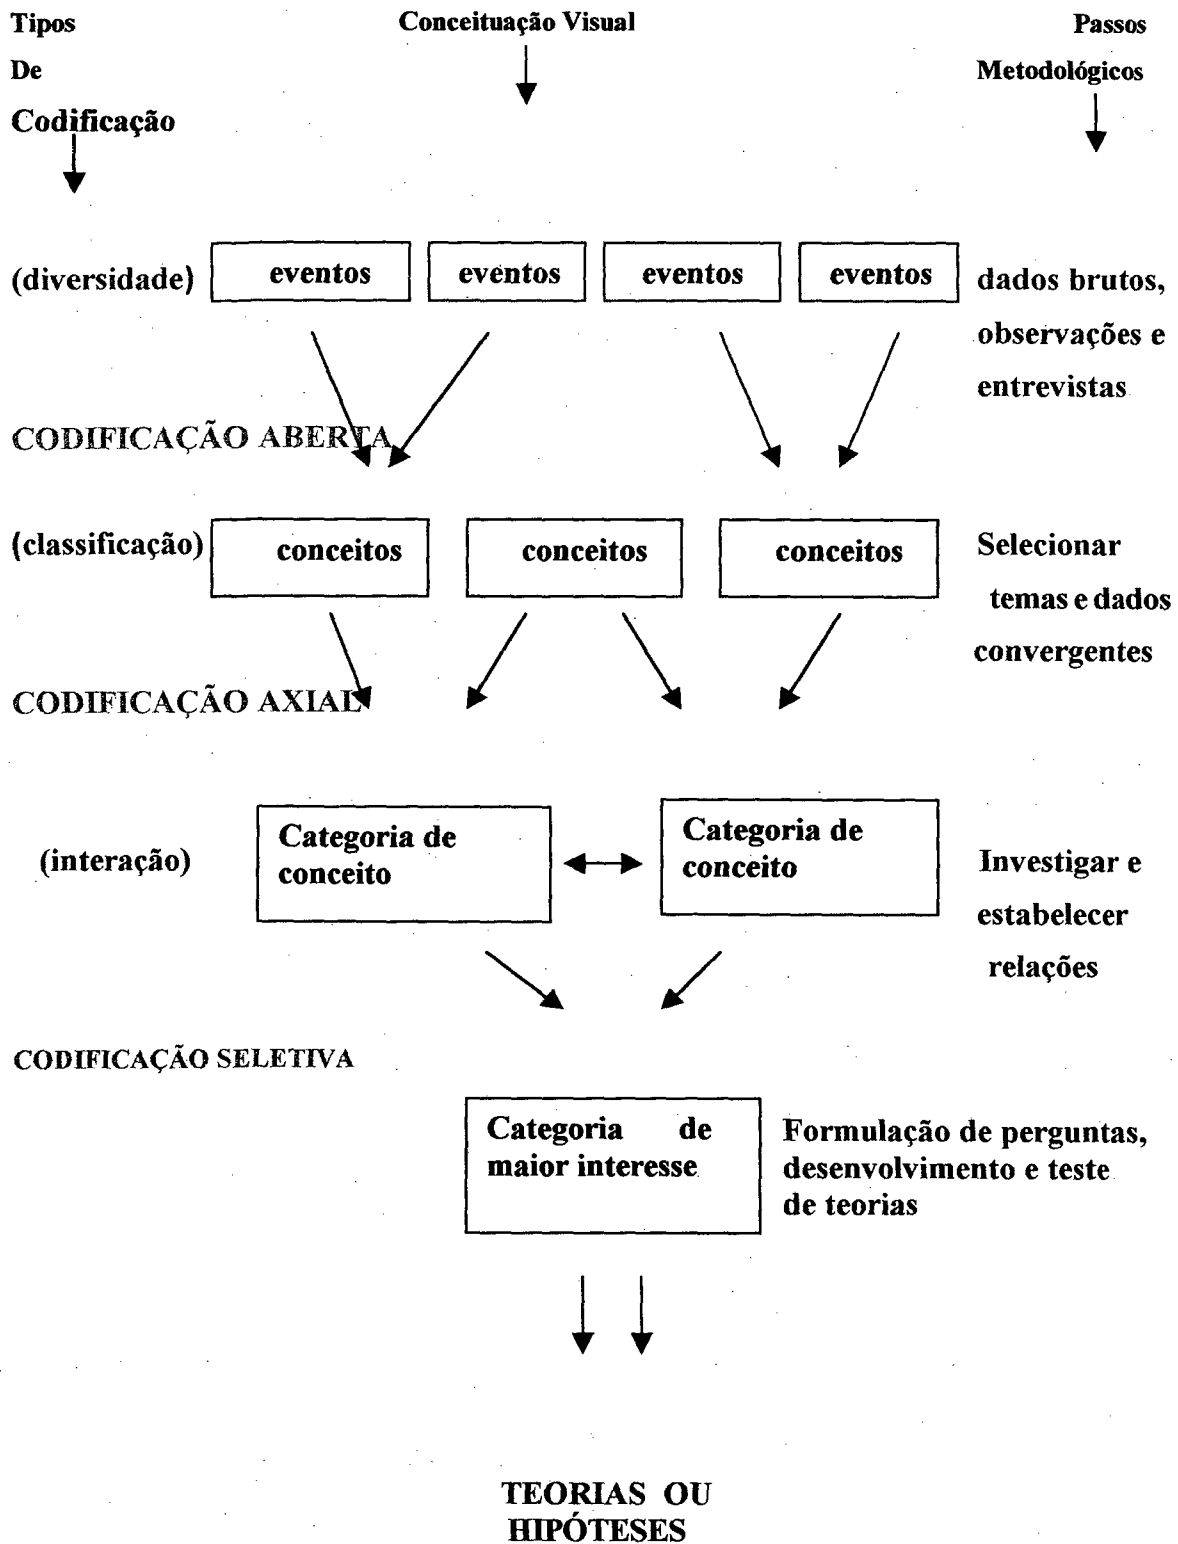 Tipos
Conceituação Visual
Passos
De
Metodológicos
Codificação
(diversidade)
eventos
eventos
eventos
eventos
dados brutos,
observações e
entrevistas
CODIFICAÇÃO ABERTA
(classificação)
conceitos
conceitos
conceitos
Selecionar
temas e dados
convergentes
CODIFICAÇÃO AXIAL
(interação)
Categoria de
conceito
Categoria de
conceito
Investigar e
estabelecer
relações
CODIFICAÇÃO SELETIVA
Categoria de
maior interesse
Formulação de perguntas,
desenvolvimento e teste
de teorias
TEORIAS OU
HIPÓTESES